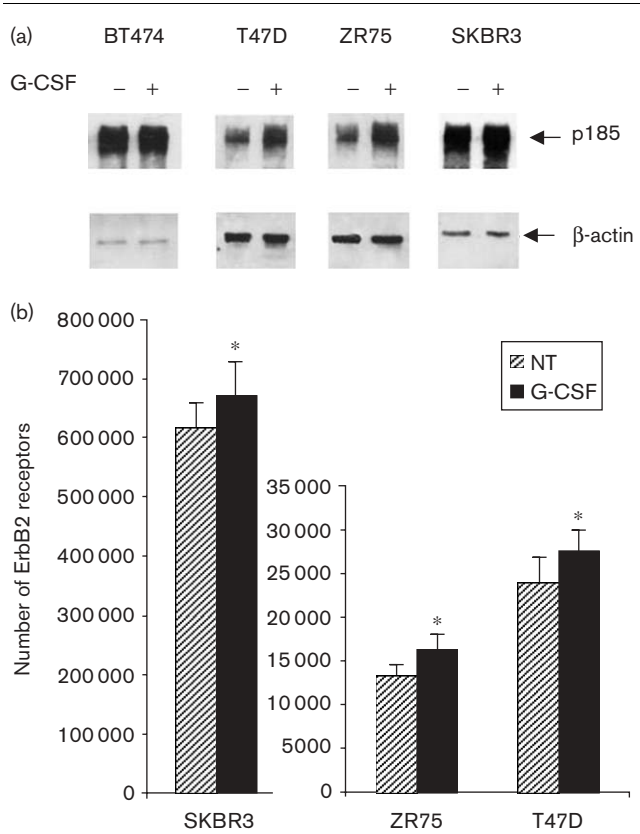 (a)
BT474 T47D ZR75 SKBR3
G-CSF − + − + − + − +
p185
β-actin
(b)
Number of ErbB2 receptors
800 000
700 000
600 000
500 000
400 000
300 000
200 000
100 000
0
*
SKBR3
35 000
30 000
25 000
20 000
15 000
10 000
5000
0
*
*
ZR75 T47D
NT
G-CSF